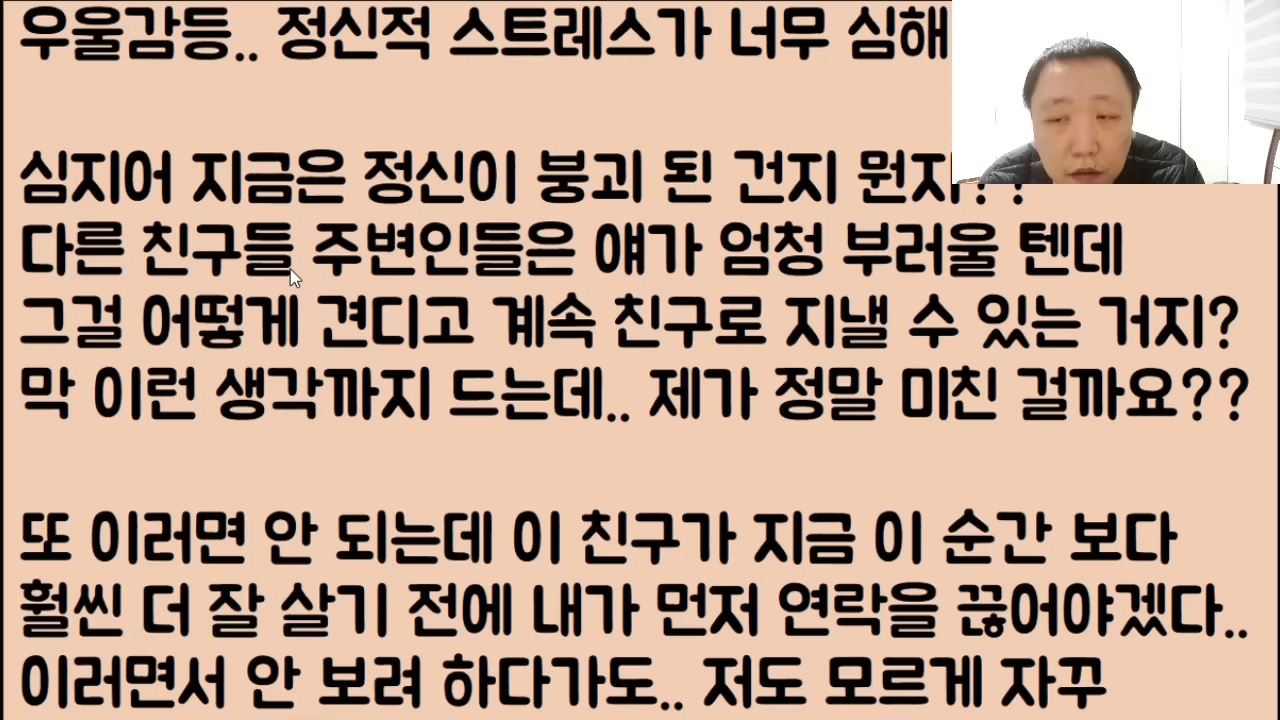 우울감등.. 정신적 스트레스가 너무 심해
심지어 지금은 정신이 붕괴 된 건지 뭔지??
다른 친구들 주변인들은 얘가 엄청 부러울 텐데
그걸 어떻게 견디고 계속 친구로 지낼 수 있는 거지?
막 이런 생각까지 드는데.. 제가 정말 미친 걸까요??
또 이러면 안 되는데 이 친구가 지금 이 순간 보다
훨씬 더 잘 살기 전에 내가 먼저 연락을 끊어야겠다..
이러면서 안 보려 하다가도.. 저도 모르게 자꾸